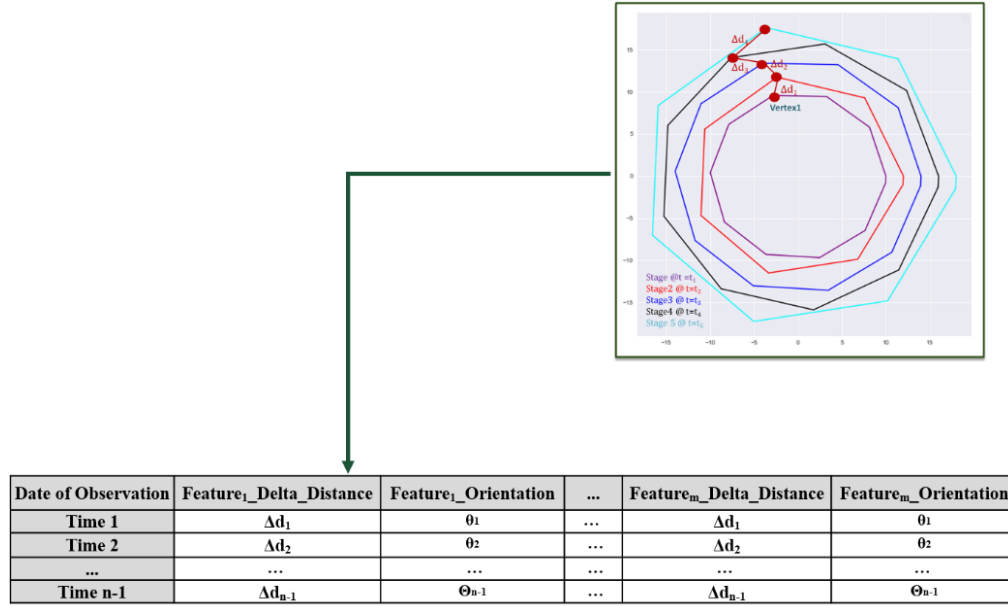 Δd₄
Δd₃ Δd₂
Δd₁
Vertex1
15
10
5
0
−5
−10
−15
Stage @t =t₁
Stage2 @ t=t₂
Stage3 @ t=t₃
Stage4 @ t=t₄
Stage 5 @ t=t₅
−15 −10 −5 0 5 10 15
Date of Observation Feature₁_Delta_Distance Feature₁_Orientation ... Featureₘ_Delta_Distance Featureₘ_Orientation
Time 1 Δd₁ θ₁ … Δd₁ θ₁
Time 2 Δd₂ θ₂ … Δd₂ θ₂
... … … … … …
Time n-1 Δdₙ₋₁ Θₙ₋₁ … Δdₙ₋₁ Θₙ₋₁